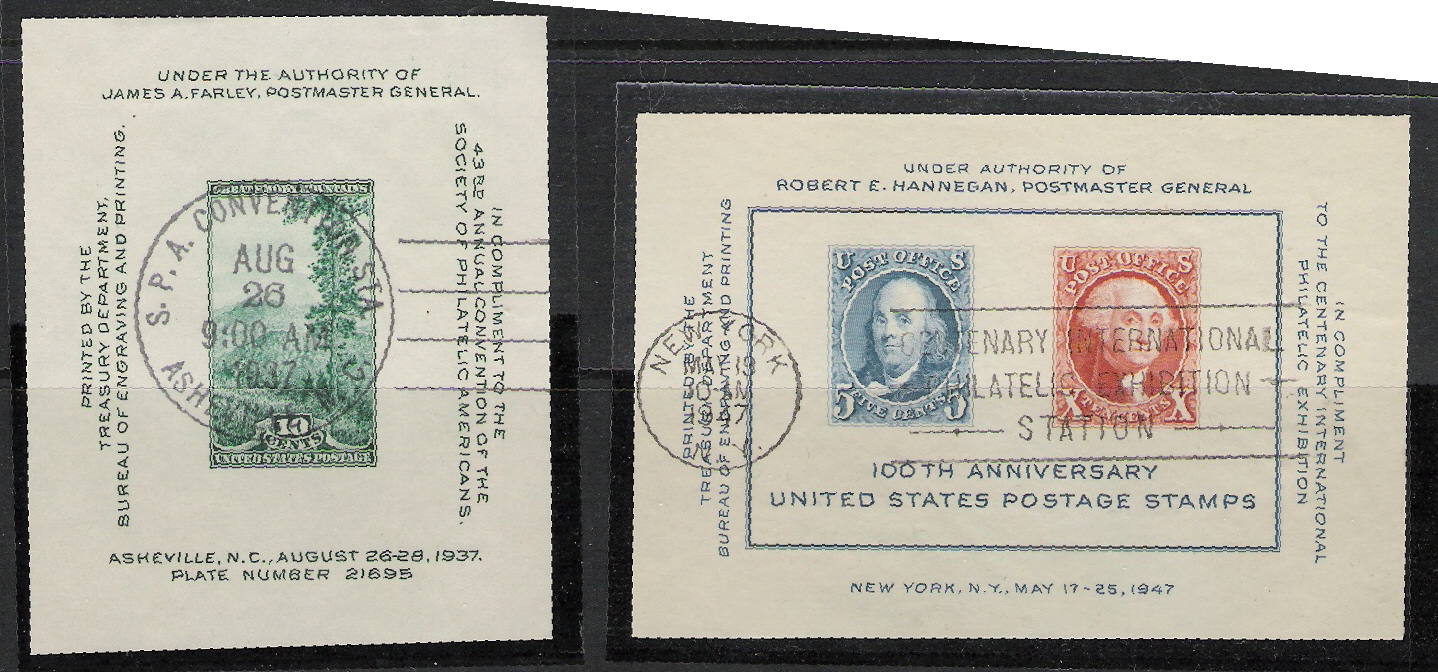 UNDER THE AUTHORITY OF
JAMES A. FARLEY, POSTMASTER GENERAL.
PRINTED BY THE
TREASURY DEPARTMENT,
BUREAU OF ENGRAVING AND PRINTING.
IN COMPLIMENT TO THE
43RD ANNUAL CONVENTION OF THE
SOCIETY OF PHILATELIC AMERICANS.
GREAT SMOKY MOUNTAINS
10
CENTS
UNITED STATES POSTAGE
S. P. A. CONVENTION STA.
AUG
26
9:00 AM
1937
ASHEVILLE
ASHEVILLE, N.C., AUGUST 26-28, 1937.
PLATE NUMBER 21695
UNDER AUTHORITY OF
ROBERT E. HANNEGAN, POSTMASTER GENERAL
PRINTED BY THE
TREASURY DEPARTMENT
BUREAU OF ENGRAVING AND PRINTING
IN COMPLIMENT
TO THE CENTENARY INTERNATIONAL
PHILATELIC EXHIBITION
U S
POST OFFICE
5 5
FIVE CENTS
U S
POST OFFICE
X X
TEN CENTS
NEW YORK
MAY 19
AM
1947
N.Y.
CENTENARY INTERNATIONAL
PHILATELIC EXHIBITION
STATION
100TH ANNIVERSARY
UNITED STATES POSTAGE STAMPS
NEW YORK, N.Y., MAY 17-25, 1947